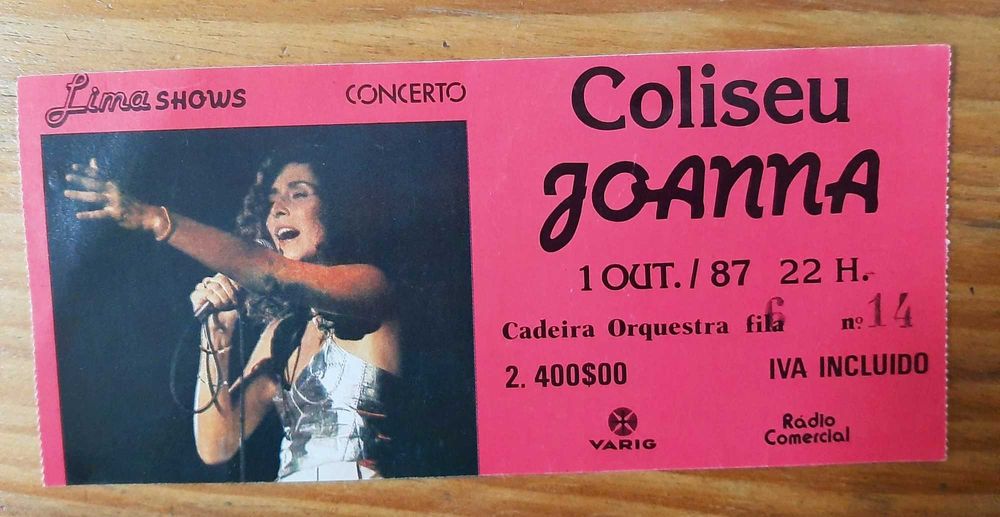 Lima SHOWS
CONCERTO
Coliseu
JOANNA
1 OUT. / 87 22 H.
Cadeira Orquestra fila 6 nº 14
2. 400$00 IVA INCLUIDO
VARIG
Rádio
Comercial